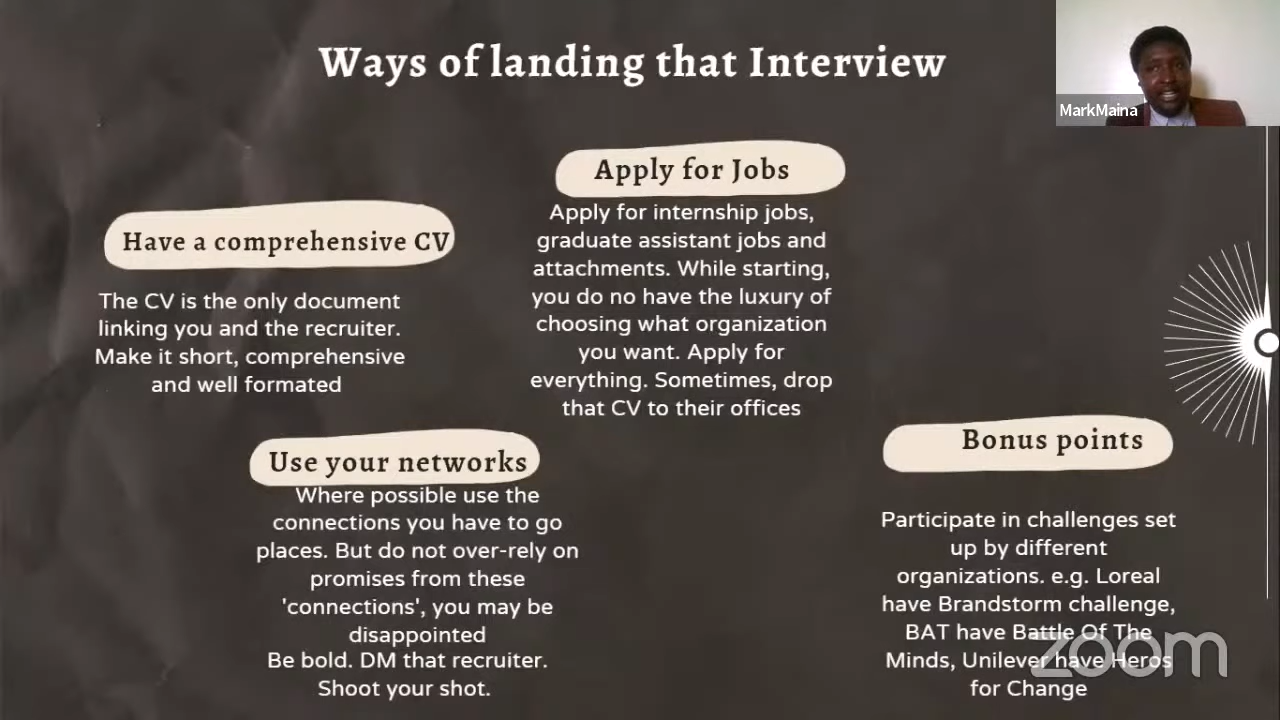 Ways of landing that Interview
MarkMaina
Have a comprehensive CV
The CV is the only document
linking you and the recruiter.
Make it short, comprehensive
and well formated
Apply for Jobs
Apply for internship jobs,
graduate assistant jobs and
attachments. While starting,
you do no have the luxury of
choosing what organization
you want. Apply for
everything. Sometimes, drop
that CV to their offices
Use your networks
Where possible use the
connections you have to go
places. But do not over-rely on
promises from these
'connections', you may be
disappointed
Be bold. DM that recruiter.
Shoot your shot.
Bonus points
Participate in challenges set
up by different
organizations. e.g. Loreal
have Brandstorm challenge,
BAT have Battle Of The
Minds, Unilever have Heros
for Change
zoom